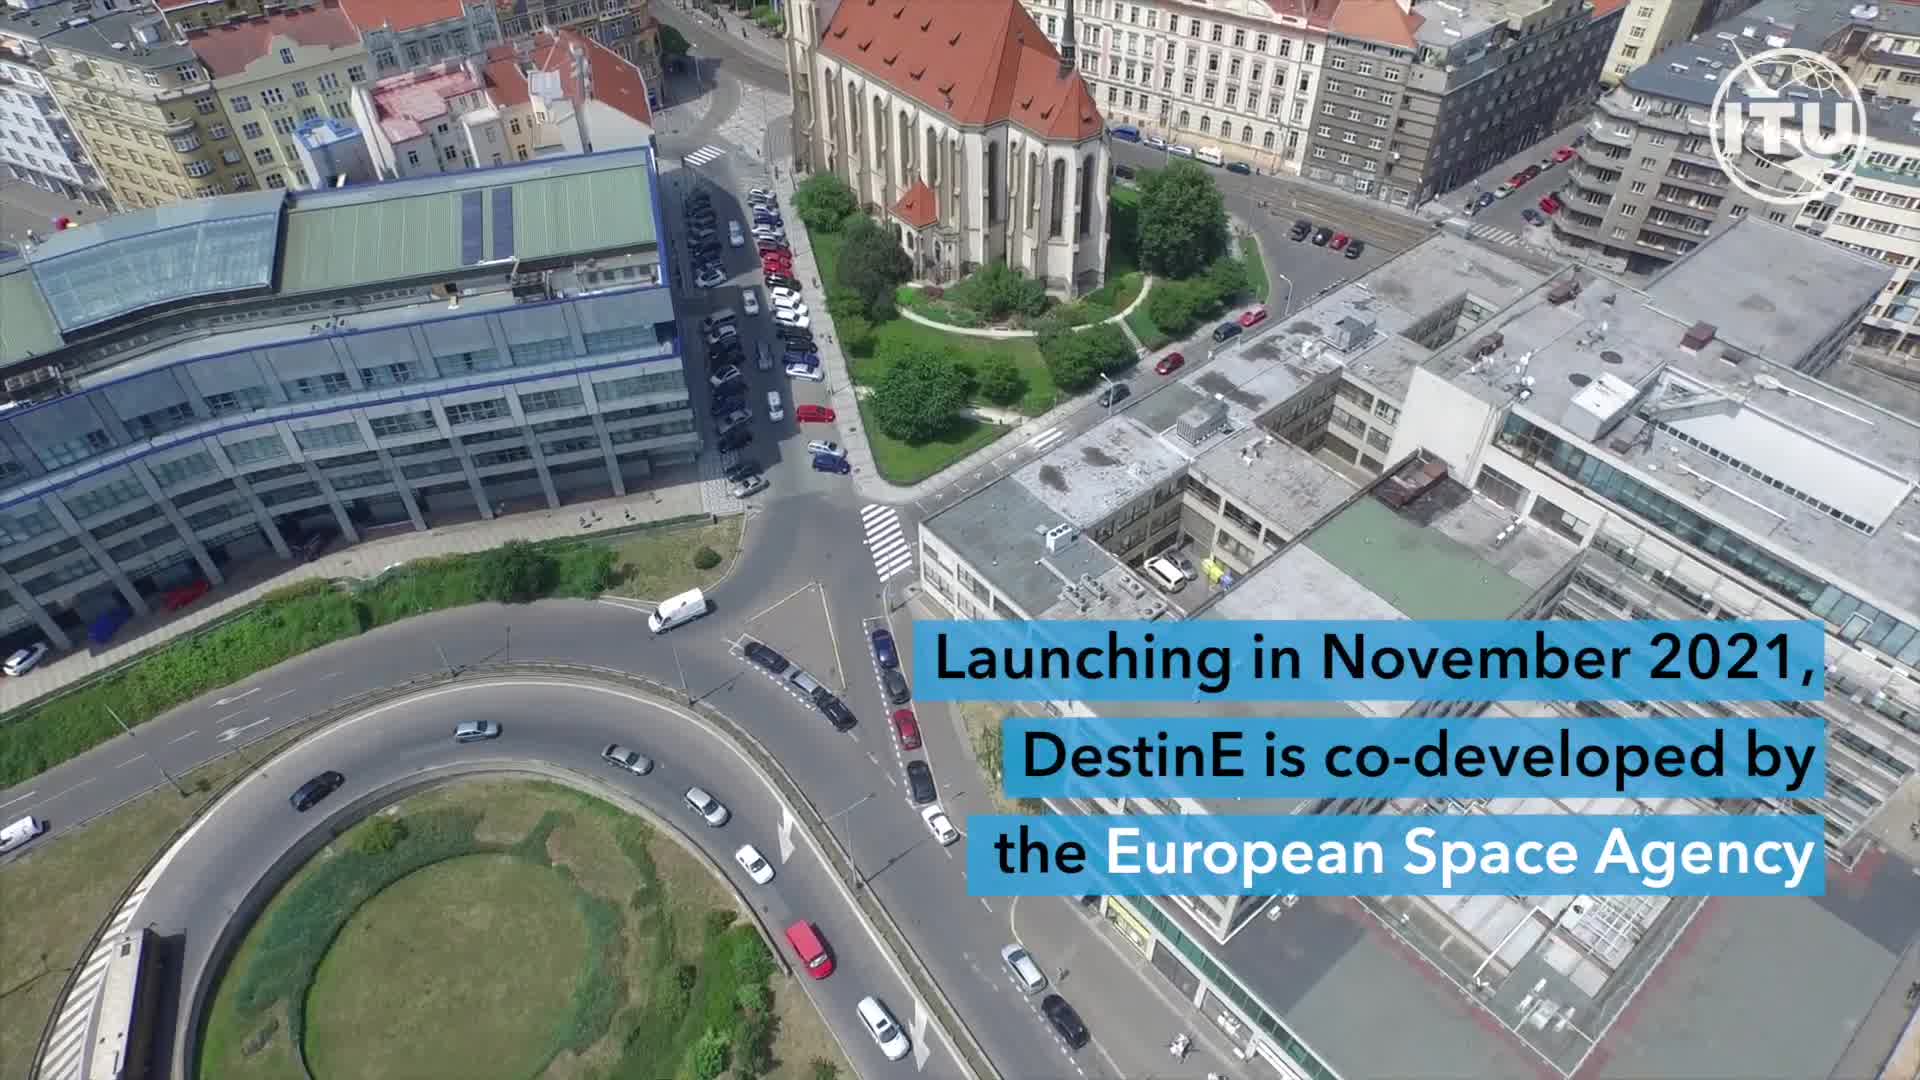 ITU
Launching in November 2021,
DestinE is co-developed by
the European Space Agency